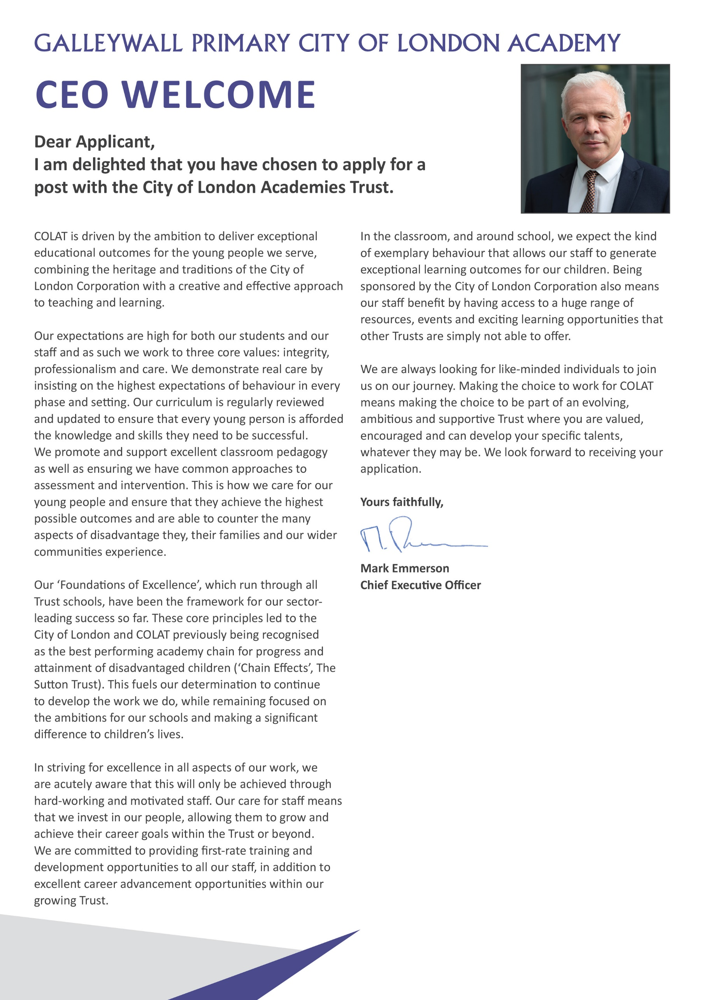 GALLEYWALL PRIMARY CITY OF LONDON ACADEMY
CEO WELCOME
Dear Applicant,
I am delighted that you have chosen to apply for a
post with the City of London Academies Trust.
COLAT is driven by the ambition to deliver exceptional
educational outcomes for the young people we serve,
combining the heritage and traditions of the City of
London Corporation with a creative and effective approach
to teaching and learning.
Our expectations are high for both our students and our
staff and as such we work to three core values: integrity,
professionalism and care. We demonstrate real care by
insisting on the highest expectations of behaviour in every
phase and setting. Our curriculum is regularly reviewed
and updated to ensure that every young person is afforded
the knowledge and skills they need to be successful.
We promote and support excellent classroom pedagogy
as well as ensuring we have common approaches to
assessment and intervention. This is how we care for our
young people and ensure that they achieve the highest
possible outcomes and are able to counter the many
aspects of disadvantage they, their families and our wider
communities experience.
Our ‘Foundations of Excellence’, which run through all
Trust schools, have been the framework for our sector-
leading success so far. These core principles led to the
City of London and COLAT previously being recognised
as the best performing academy chain for progress and
attainment of disadvantaged children (‘Chain Effects’, The
Sutton Trust). This fuels our determination to continue
to develop the work we do, while remaining focused on
the ambitions for our schools and making a significant
difference to children’s lives.
In striving for excellence in all aspects of our work, we
are acutely aware that this will only be achieved through
hard-working and motivated staff. Our care for staff means
that we invest in our people, allowing them to grow and
achieve their career goals within the Trust or beyond.
We are committed to providing first-rate training and
development opportunities to all our staff, in addition to
excellent career advancement opportunities within our
growing Trust.
In the classroom, and around school, we expect the kind
of exemplary behaviour that allows our staff to generate
exceptional learning outcomes for our children. Being
sponsored by the City of London Corporation also means
our staff benefit by having access to a huge range of
resources, events and exciting learning opportunities that
other Trusts are simply not able to offer.
We are always looking for like-minded individuals to join
us on our journey. Making the choice to work for COLAT
means making the choice to be part of an evolving,
ambitious and supportive Trust where you are valued,
encouraged and can develop your specific talents,
whatever they may be. We look forward to receiving your
application.
Yours faithfully,
Mark Emmerson
Chief Executive Officer